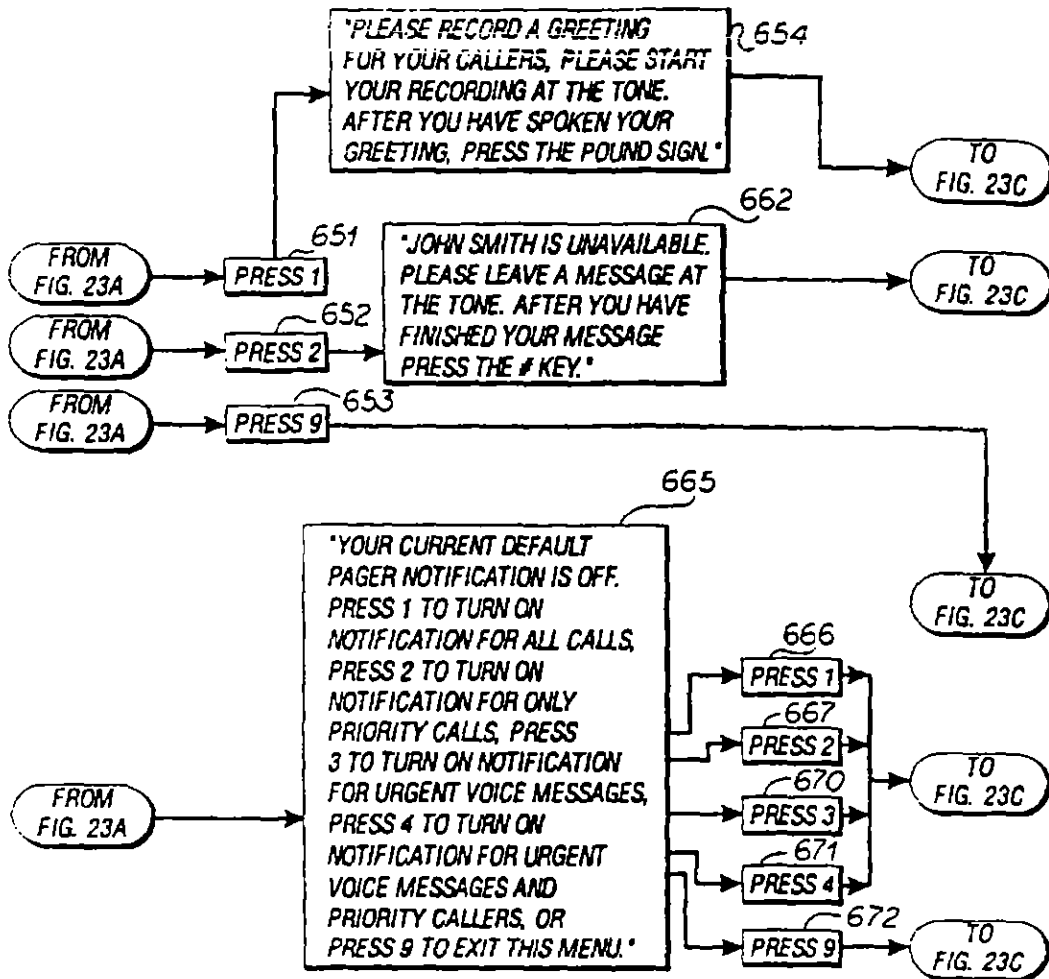 "PLEASE RECORD A GREETING
FOR YOUR CALLERS, PLEASE START
YOUR RECORDING AT THE TONE.
AFTER YOU HAVE SPOKEN YOUR
GREETING, PRESS THE POUND SIGN."
654
TO
FIG. 23C
FROM
FIG. 23A
651
PRESS 1
662
"JOHN SMITH IS UNAVAILABLE.
PLEASE LEAVE A MESSAGE AT
THE TONE. AFTER YOU HAVE
FINISHED YOUR MESSAGE
PRESS THE # KEY."
TO
FIG. 23C
FROM
FIG. 23A
652
PRESS 2
FROM
FIG. 23A
653
PRESS 9
TO
FIG. 23C
665
"YOUR CURRENT DEFAULT
PAGER NOTIFICATION IS OFF.
PRESS 1 TO TURN ON
NOTIFICATION FOR ALL CALLS,
PRESS 2 TO TURN ON
NOTIFICATION FOR ONLY
PRIORITY CALLS, PRESS
3 TO TURN ON NOTIFICATION
FOR URGENT VOICE MESSAGES,
PRESS 4 TO TURN ON
NOTIFICATION FOR URGENT
VOICE MESSAGES AND
PRIORITY CALLERS, OR
PRESS 9 TO EXIT THIS MENU."
FROM
FIG. 23A
666
PRESS 1
667
PRESS 2
670
PRESS 3
671
PRESS 4
672
PRESS 9
TO
FIG. 23C
TO
FIG. 23C